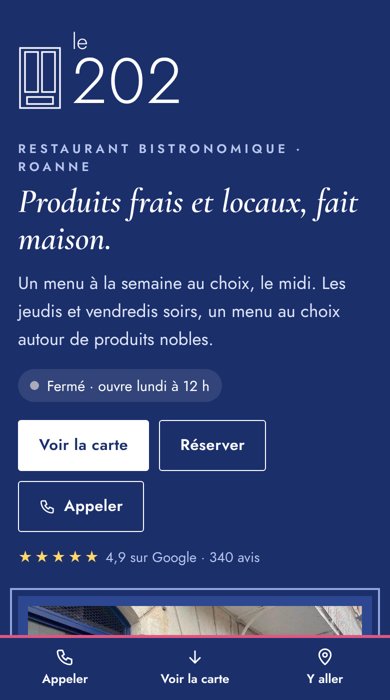 le
202
RESTAURANT BISTRONOMIQUE ·
ROANNE
Produits frais et locaux, fait
maison.
Un menu à la semaine au choix, le midi. Les
jeudis et vendredis soirs, un menu au choix
autour de produits nobles.
Fermé · ouvre lundi à 12 h
Voir la carte
Réserver
Appeler
★★★★★ 4,9 sur Google · 340 avis
Appeler
Voir la carte
Y aller